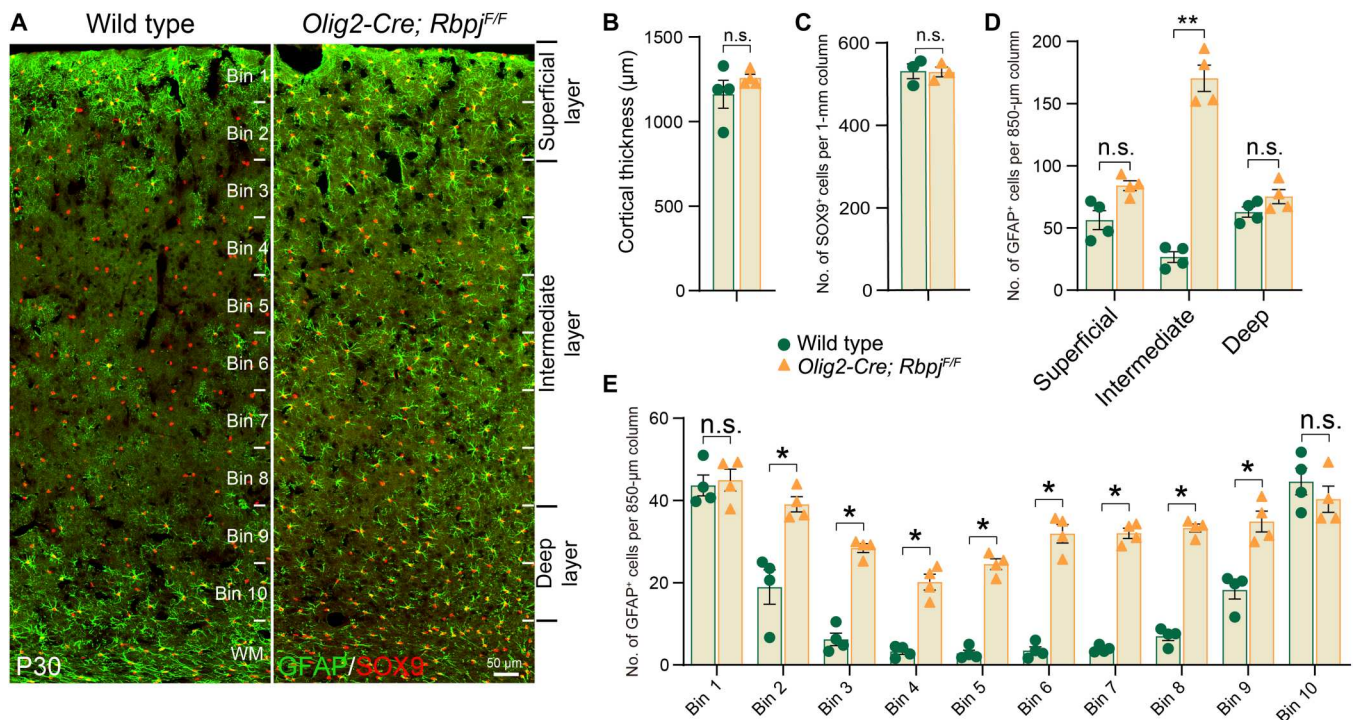 A
Wild type
Olig2-Cre; Rbpj^F/F
Bin 1
Bin 2
Bin 3
Bin 4
Bin 5
Bin 6
Bin 7
Bin 8
Bin 9
Bin 10
WM
P30
GFAP/SOX9
50 µm
Superficial
layer
Intermediate
layer
Deep
layer
B
Cortical thickness (µm)
1500
1200
900
600
300
0
n.s.
C
No. of SOX9⁺ cells per 1-mm column
600
400
200
0
n.s.
D
No. of GFAP⁺ cells per 850-µm column
200
150
100
50
0
n.s.
**
n.s.
Superficial
Intermediate
Deep
Wild type
Olig2-Cre; Rbpj^F/F
E
No. of GFAP⁺ cells per 850-µm column
60
40
20
0
n.s.
*
*
*
*
*
*
*
*
n.s.
Bin 1
Bin 2
Bin 3
Bin 4
Bin 5
Bin 6
Bin 7
Bin 8
Bin 9
Bin 10